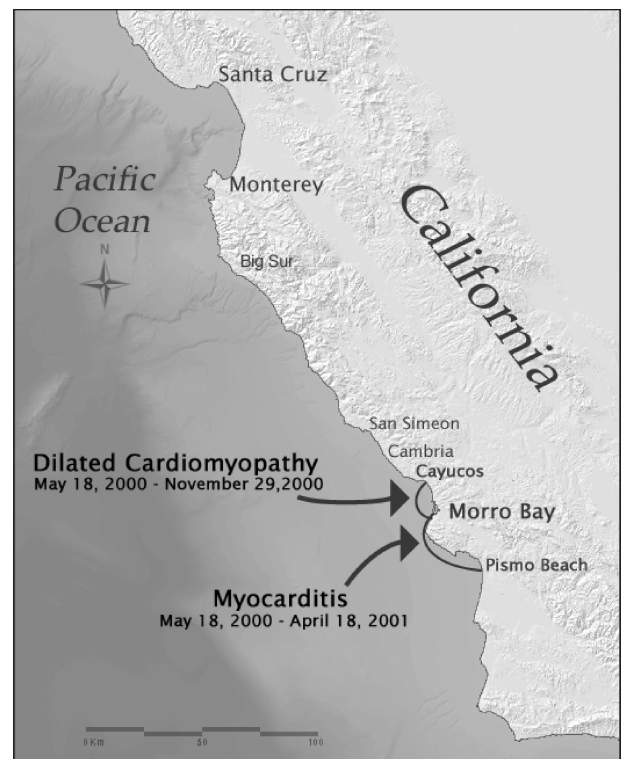 Santa Cruz
Pacific
Ocean
Monterey
California
N
Big Sur
San Simeon
Cambria
Dilated Cardiomyopathy
Cayucos
May 18, 2000 - November 29,2000
Morro Bay
Pismo Beach
Myocarditis
May 18, 2000 - April 18, 2001
0 Km 50 100